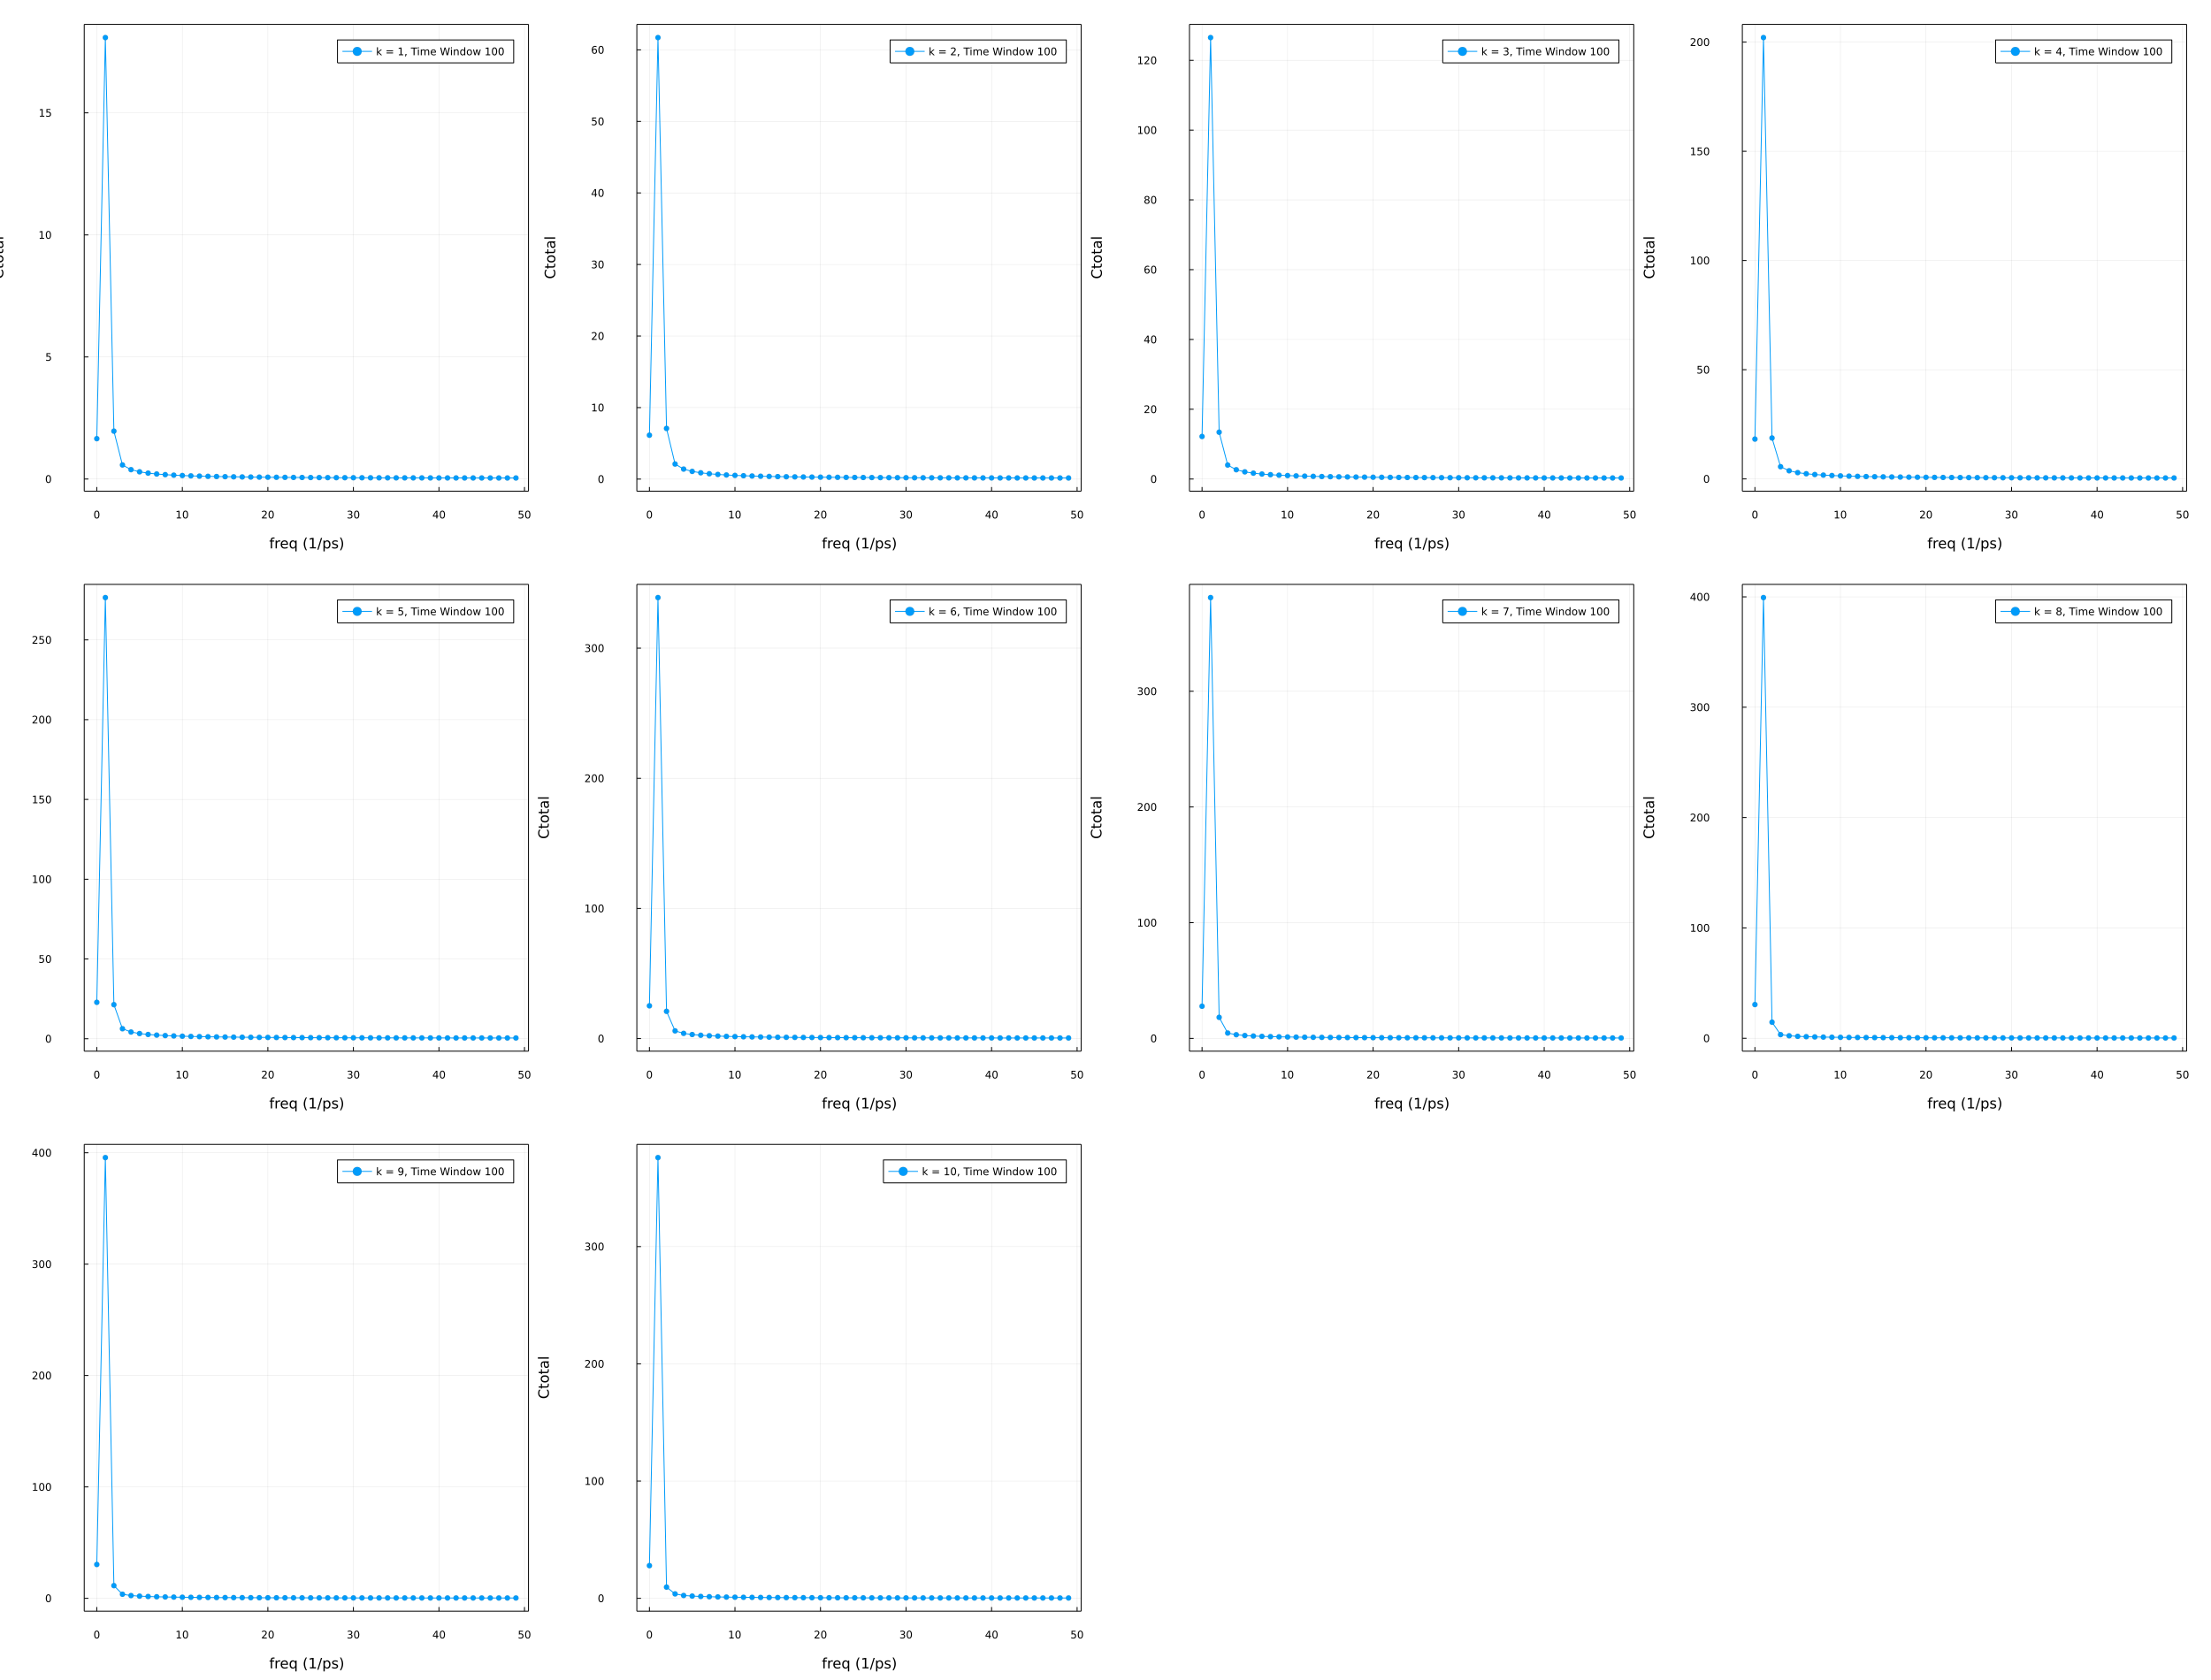 k = 1, Time Window 100
15
10
5
0
0 10 20 30 40 50
freq (1/ps)
Ctotal
k = 2, Time Window 100
60
50
40
30
20
10
0
0 10 20 30 40 50
freq (1/ps)
Ctotal
k = 3, Time Window 100
120
100
80
60
40
20
0
0 10 20 30 40 50
freq (1/ps)
Ctotal
k = 4, Time Window 100
200
150
100
50
0
0 10 20 30 40 50
freq (1/ps)
Ctotal
k = 5, Time Window 100
250
200
150
100
50
0
0 10 20 30 40 50
freq (1/ps)
Ctotal
k = 6, Time Window 100
300
200
100
0
0 10 20 30 40 50
freq (1/ps)
Ctotal
k = 7, Time Window 100
300
200
100
0
0 10 20 30 40 50
freq (1/ps)
Ctotal
k = 8, Time Window 100
400
300
200
100
0
0 10 20 30 40 50
freq (1/ps)
k = 9, Time Window 100
400
300
200
100
0
0 10 20 30 40 50
freq (1/ps)
Ctotal
k = 10, Time Window 100
300
200
100
0
0 10 20 30 40 50
freq (1/ps)